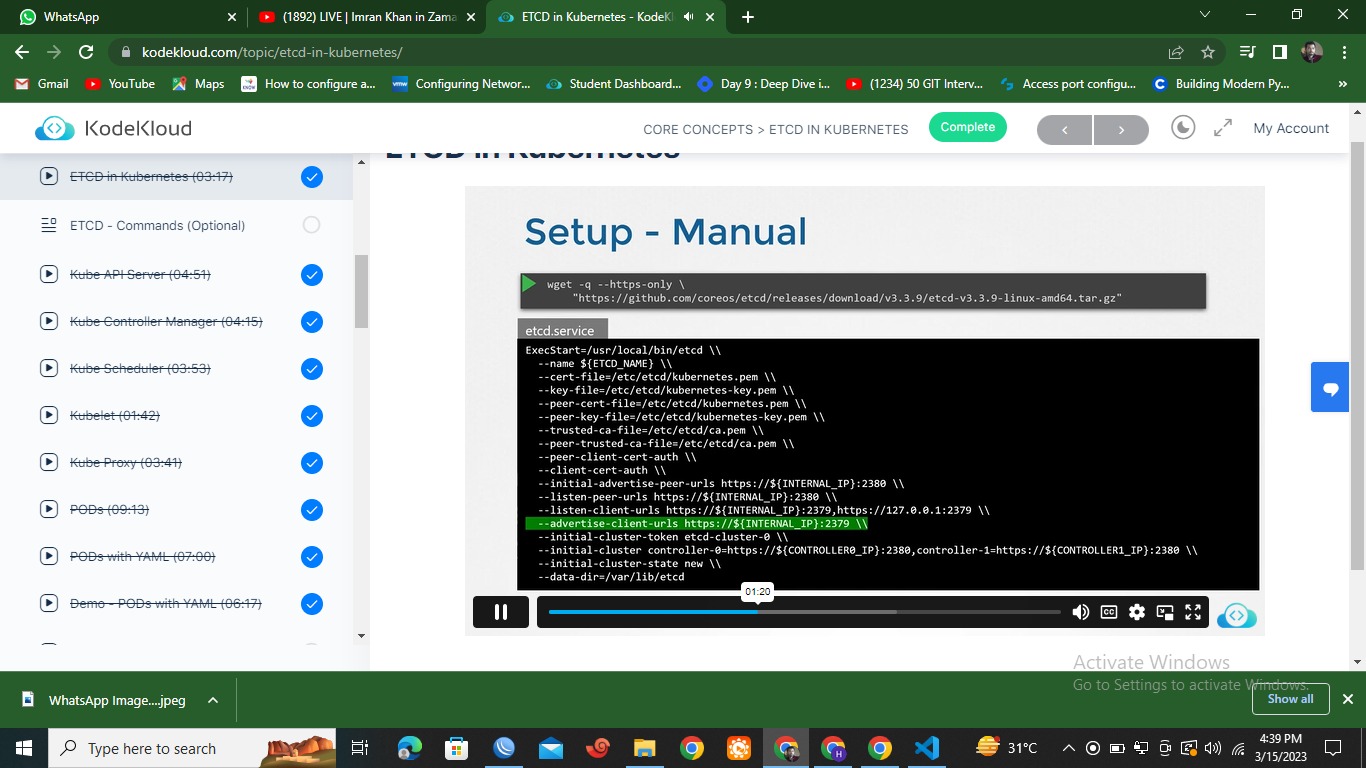 WhatsApp
(1892) LIVE | Imran Khan in Zama
ETCD in Kubernetes - KodeKl
kodekloud.com/topic/etcd-in-kubernetes/
Gmail
YouTube
Maps
How to configure a...
Configuring Networ...
Student Dashboard...
Day 9 : Deep Dive i...
(1234) 50 GIT Interv...
Access port configu...
Building Modern Py...
»
KodeKloud
CORE CONCEPTS > ETCD IN KUBERNETES
Complete
My Account
ETCD in Kubernetes
ETCD in Kubernetes (03:17)
ETCD - Commands (Optional)
Kube API Server (04:51)
Kube Controller Manager (04:15)
Kube Scheduler (03:53)
Kubelet (01:42)
Kube Proxy (03:41)
PODs (09:13)
PODs with YAML (07:00)
Demo - PODs with YAML (06:17)
Setup - Manual
wget -q --https-only \
"https://github.com/coreos/etcd/releases/download/v3.3.9/etcd-v3.3.9-linux-amd64.tar.gz"
etcd.service
ExecStart=/usr/local/bin/etcd \\
--name ${ETCD_NAME} \\
--cert-file=/etc/etcd/kubernetes.pem \\
--key-file=/etc/etcd/kubernetes-key.pem \\
--peer-cert-file=/etc/etcd/kubernetes.pem \\
--peer-key-file=/etc/etcd/kubernetes-key.pem \\
--trusted-ca-file=/etc/etcd/ca.pem \\
--peer-trusted-ca-file=/etc/etcd/ca.pem \\
--peer-client-cert-auth \\
--client-cert-auth \\
--initial-advertise-peer-urls https://${INTERNAL_IP}:2380 \\
--listen-peer-urls https://${INTERNAL_IP}:2380 \\
--listen-client-urls https://${INTERNAL_IP}:2379,https://127.0.0.1:2379 \\
--advertise-client-urls https://${INTERNAL_IP}:2379 \\
--initial-cluster-token etcd-cluster-0 \\
--initial-cluster controller-0=https://${CONTROLLER0_IP}:2380,controller-1=https://${CONTROLLER1_IP}:2380 \\
--initial-cluster-state new \\
--data-dir=/var/lib/etcd
01:20
CC
Activate Windows
Go to Settings to activate Windows.
WhatsApp Image....jpeg
Show all
Type here to search
31°C
4:39 PM
3/15/2023